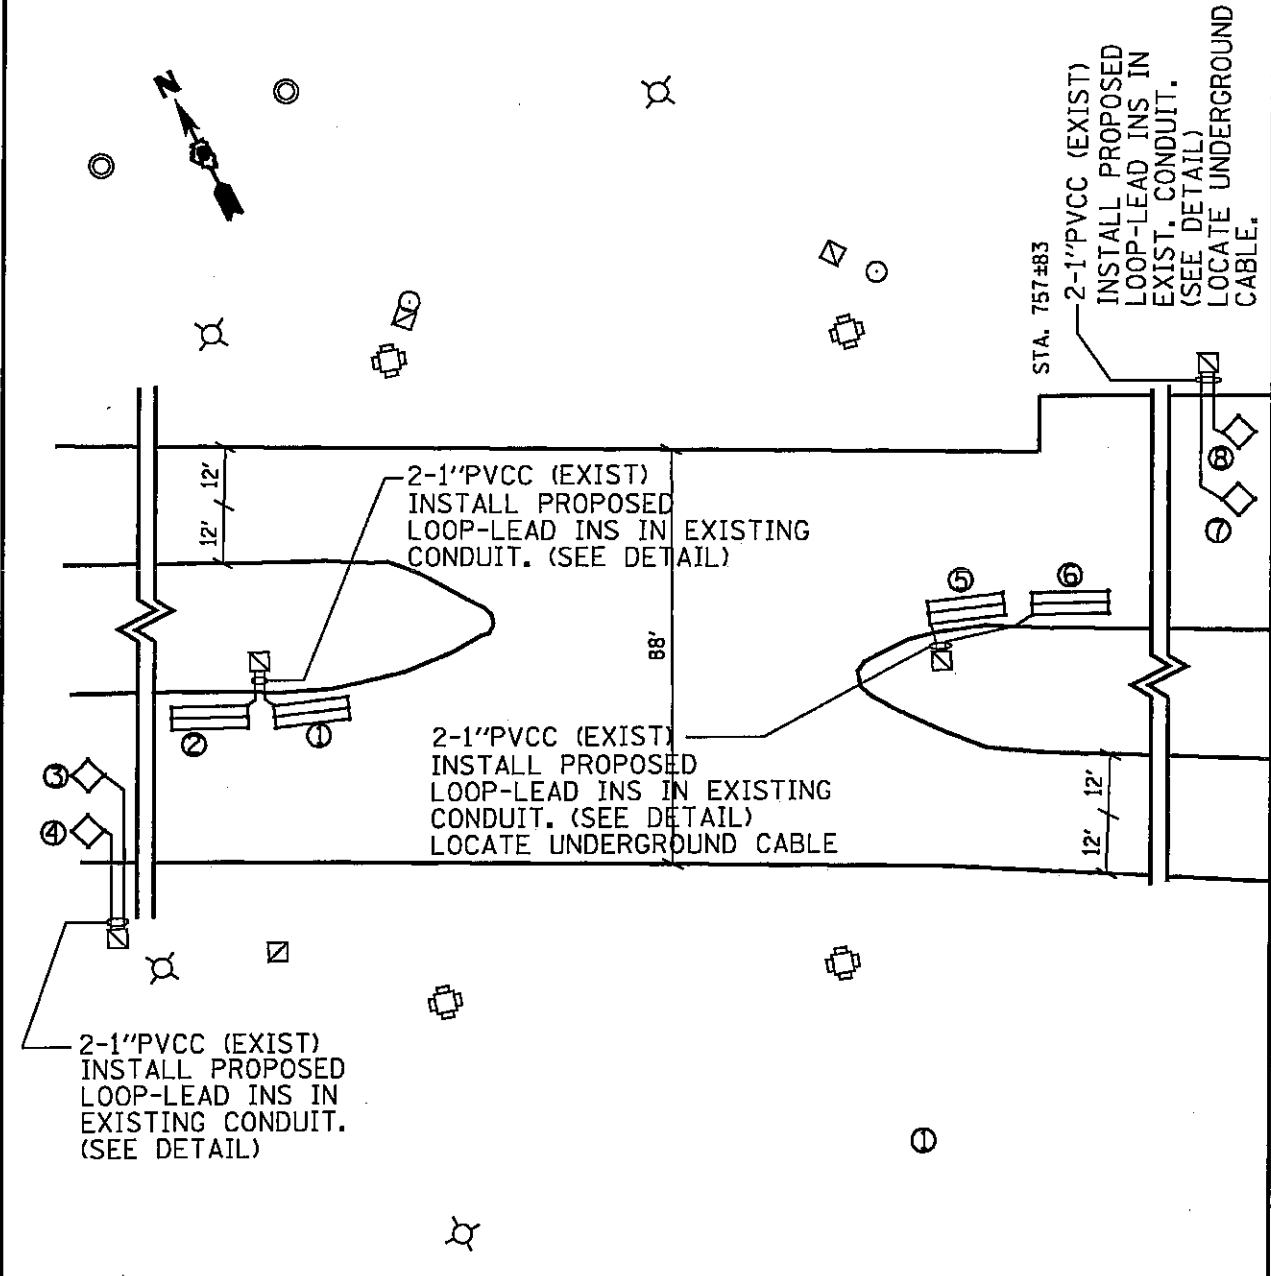 N
STA. 757±83
2-1"PVCC (EXIST)
INSTALL PROPOSED
LOOP-LEAD INS IN
EXIST. CONDUIT.
(SEE DETAIL)
LOCATE UNDERGROUND
CABLE.
12'
12'
2-1"PVCC (EXIST)
INSTALL PROPOSED
LOOP-LEAD INS IN EXISTING
CONDUIT. (SEE DETAIL)
8
7
5
6
88'
2
1
2-1"PVCC (EXIST)
INSTALL PROPOSED
LOOP-LEAD INS IN EXISTING
CONDUIT. (SEE DETAIL)
LOCATE UNDERGROUND CABLE
3
4
12'
12'
2-1"PVCC (EXIST)
INSTALL PROPOSED
LOOP-LEAD INS IN
EXISTING CONDUIT.
(SEE DETAIL)
1